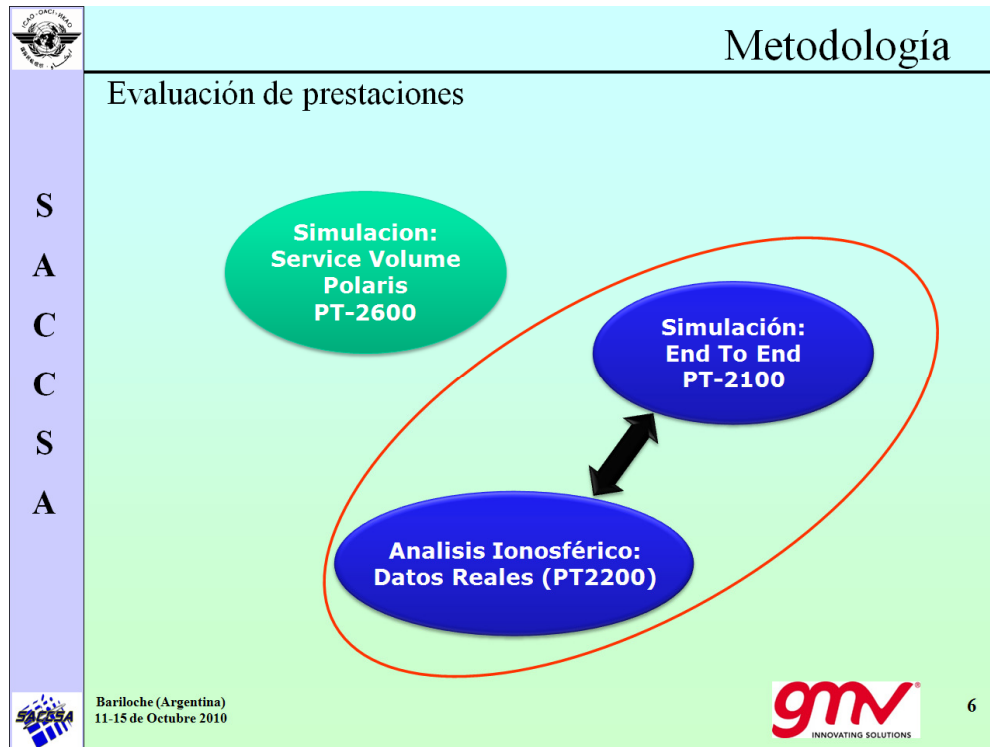 Metodología
Evaluación de prestaciones
S
A
C
C
S
A
Simulacion:
Service Volume
Polaris
PT-2600
Simulación:
End To End
PT-2100
Analisis Ionosférico:
Datos Reales (PT2200)
SACCSA
Bariloche (Argentina)
11-15 de Octubre 2010
gmv®
INNOVATING SOLUTIONS
6